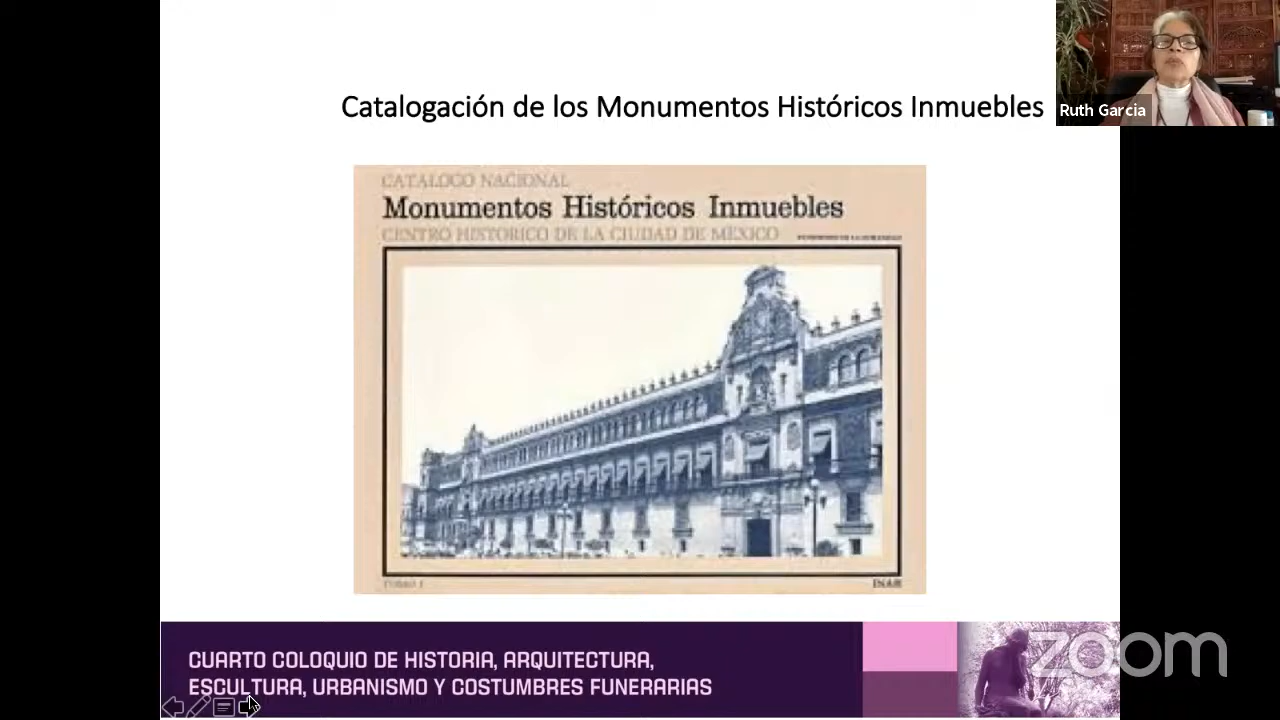 Catalogación de los Monumentos Históricos Inmuebles
Ruth Garcia
CATALOGO NACIONAL
Monumentos Históricos Inmuebles
CENTRO HISTORICO DE LA CIUDAD DE MEXICO
TOMO I
INAH
CUARTO COLOQUIO DE HISTORIA, ARQUITECTURA,
ESCULTURA, URBANISMO Y COSTUMBRES FUNERARIAS
zoom